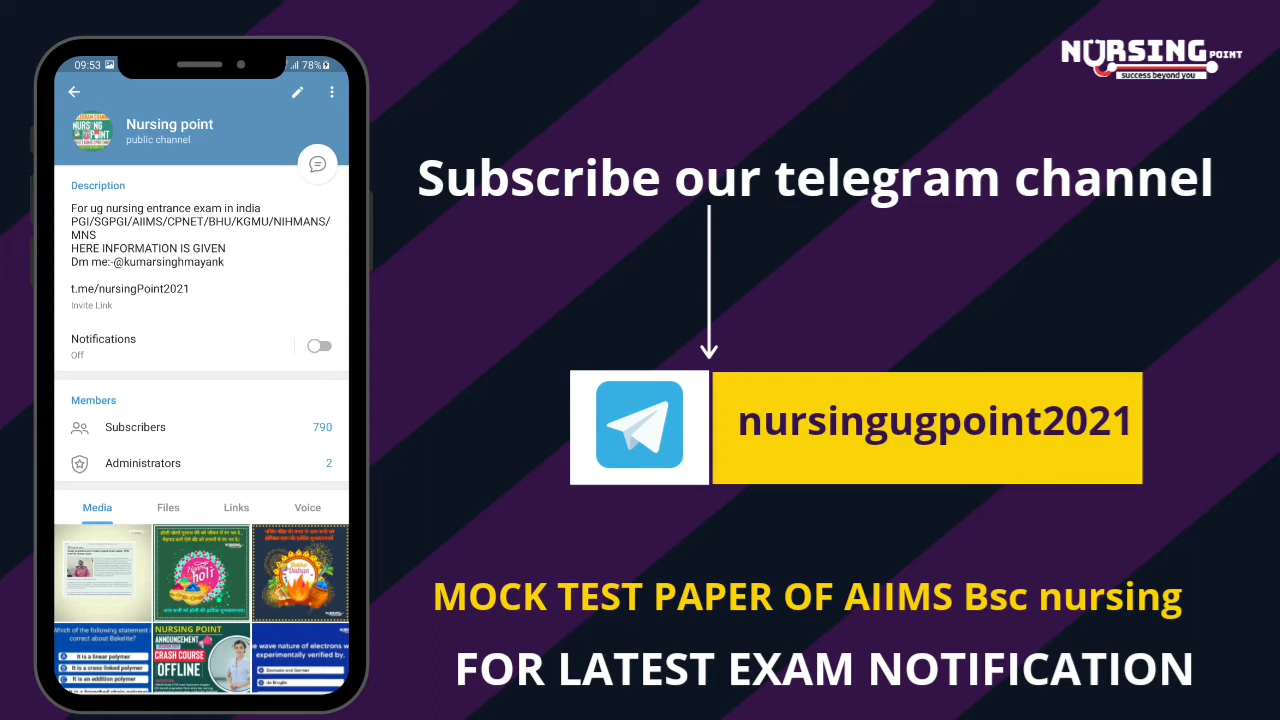 09:53
78%
Nursing point
public channel
Description
For ug nursing entrance exam in india
PGI/SGPGI/AIIMS/CPNET/BHU/KGMU/NIHMANS/
MNS
HERE INFORMATION IS GIVEN
Dm me:-@kumarsinghmayank
t.me/nursingPoint2021
Invite Link
Notifications
Off
Members
Subscribers 790
Administrators 2
Media Files Links Voice
holi
Holika
Dahan
Which of the following statement i
correct about Bakelite?
It is a linear polymer
It is a cross linked polymer
It is an addition polymer
NURSING POINT
ANNOUNCEMENT
CRASH COURSE
OFFLINE
e wave nature of electrons w
experimentally verified by.
de Broglie
NURSING POINT
success beyond you
Subscribe our telegram channel
nursingugpoint2021
MOCK TEST PAPER OF AIIMS Bsc nursing
FOR LATEST EXAM NOTIFICATION